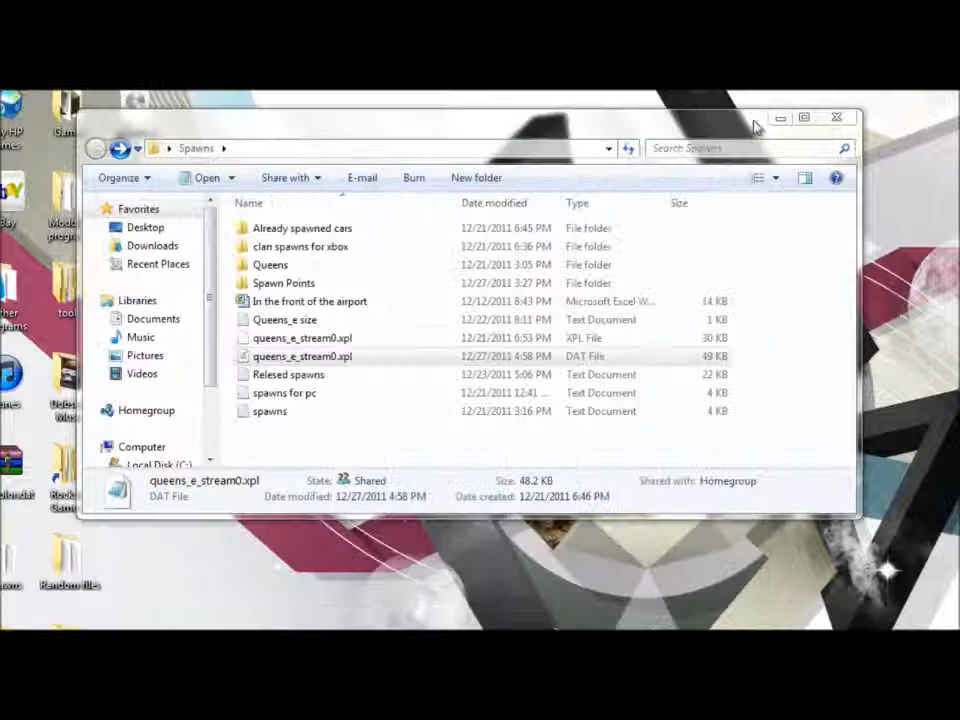 Spawns
Search Spawns
Organize Open Share with E-mail Burn New folder
Name Date modified Type Size
Favorites
Desktop
Downloads
Recent Places
Libraries
Documents
Music
Pictures
Videos
Homegroup
Computer
Local Disk (C:)
Already spawned cars 12/21/2011 6:45 PM File folder
clan spawns for xbox 12/21/2011 6:36 PM File folder
Queens 12/21/2011 3:05 PM File folder
Spawn Points 12/27/2011 3:27 PM File folder
In the front of the airport 12/12/2011 8:43 PM Microsoft Excel W... 14 KB
Queens_e size 12/22/2011 8:11 PM Text Document 1 KB
queens_e_stream0.xpl 12/21/2011 6:53 PM XPL File 30 KB
queens_e_stream0.xpl 12/27/2011 4:58 PM DAT File 49 KB
Relesed spawns 12/23/2011 5:06 PM Text Document 22 KB
spawns for pc 12/21/2011 12:41 ... Text Document 4 KB
spawns 12/21/2011 3:16 PM Text Document 4 KB
queens_e_stream0.xpl State: Shared Size: 48.2 KB Shared with: Homegroup
DAT File Date modified: 12/27/2011 4:58 PM Date created: 12/21/2011 6:46 PM
Random files